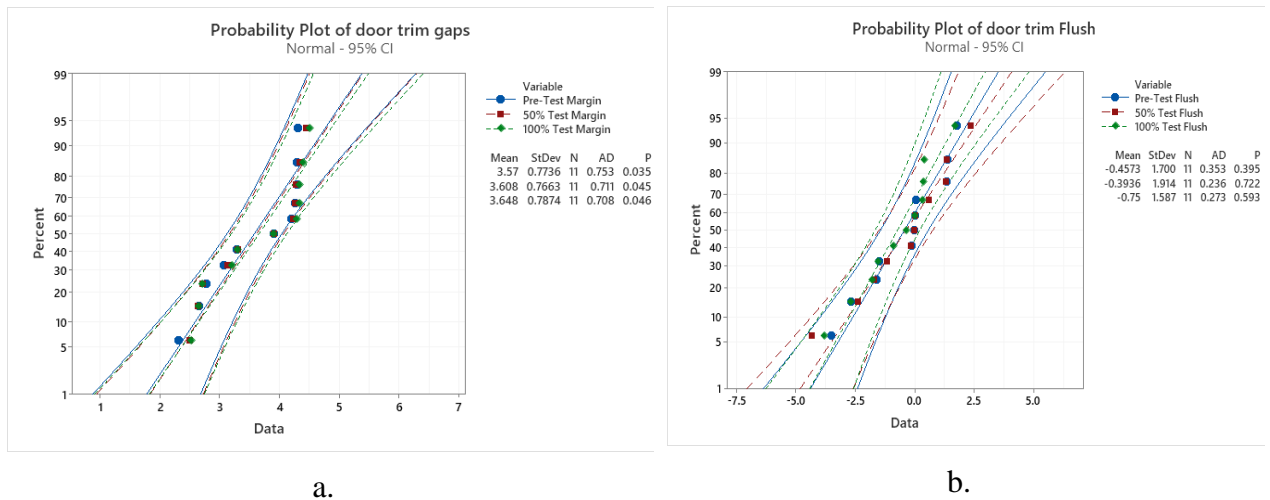 Probability Plot of door trim gaps
Normal - 95% CI
99
95
90
80
70
60
50
40
30
20
10
5
1
Percent
1 2 3 4 5 6 7
Data
Variable
Pre-Test Margin
50% Test Margin
100% Test Margin
Mean StDev N AD P
3.57 0.7736 11 0.753 0.035
3.608 0.7663 11 0.711 0.045
3.648 0.7874 11 0.708 0.046
a.
Probability Plot of door trim Flush
Normal - 95% CI
99
95
90
80
70
60
50
40
30
20
10
5
1
Percent
-7.5 -5.0 -2.5 0.0 2.5 5.0
Data
Variable
Pre-Test Flush
50% Test Flush
100% Test Flush
Mean StDev N AD P
-0.4573 1.700 11 0.353 0.395
-0.3936 1.914 11 0.236 0.722
-0.75 1.587 11 0.273 0.593
b.